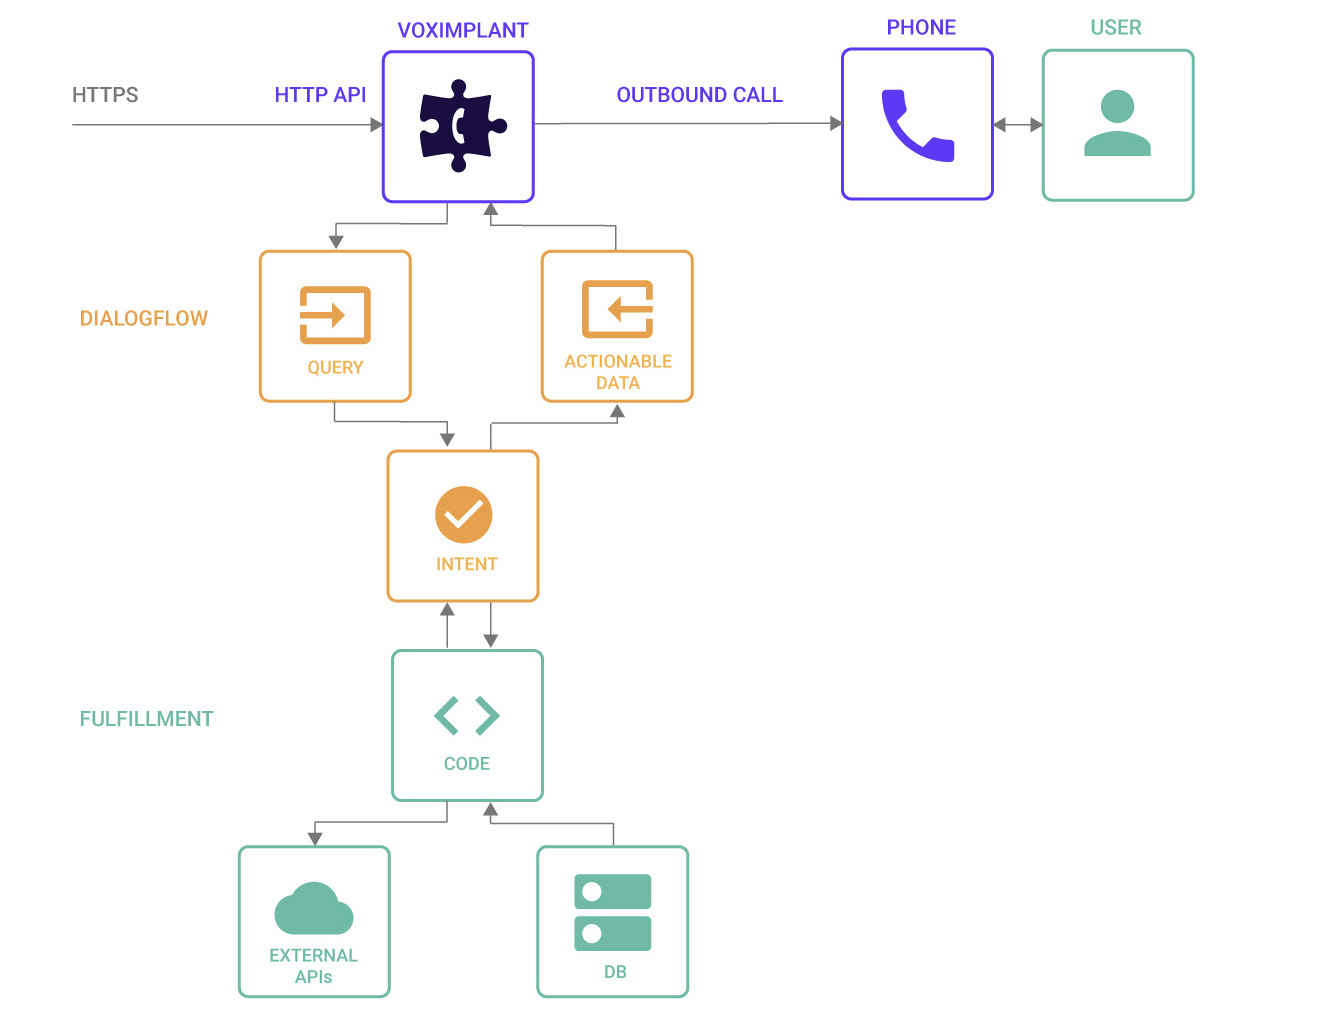 VOXIMPLANT
PHONE
USER
HTTPS
HTTP API
OUTBOUND CALL
DIALOGFLOW
QUERY
ACTIONABLE
DATA
INTENT
FULFILLMENT
CODE
EXTERNAL
APIs
DB